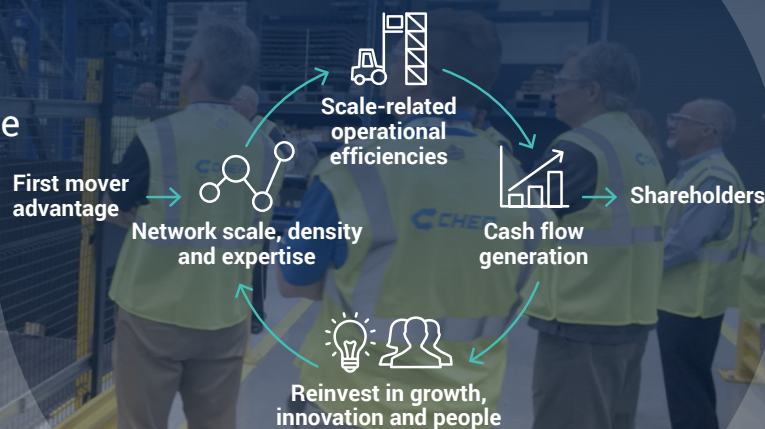 e
Scale-related
operational
efficiencies
First mover
advantage
Network scale, density
and expertise
Cash flow
generation
Shareholders
CHEP
Reinvest in growth,
innovation and people